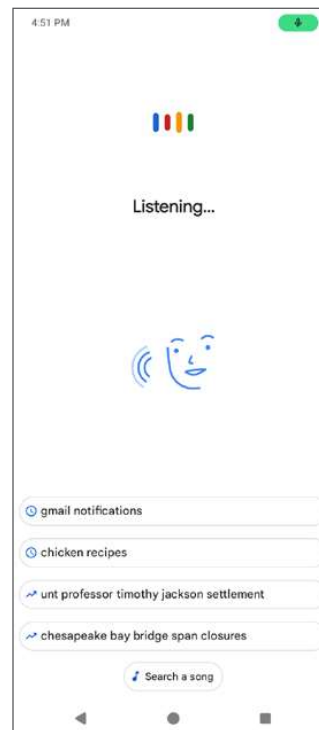 4:51 PM
Listening...
gmail notifications
chicken recipes
unt professor timothy jackson settlement
chesapeake bay bridge span closures
Search a song